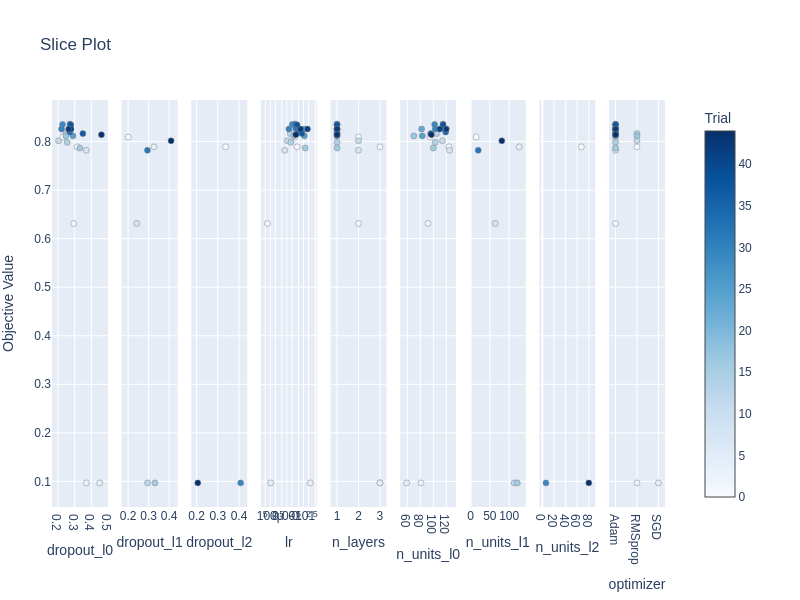 Slice Plot
Objective Value
0.8
0.7
0.6
0.5
0.4
0.3
0.2
0.1
0.2 0.3 0.4 0.5
dropout_l0
0.2 0.3 0.4
dropout_l1
0.2 0.3 0.4
dropout_l2
lr
1 2 3
n_layers
60 80 100 120
n_units_l0
0 50 100
n_units_l1
0 20 40 60 80
n_units_l2
Adam RMSprop SGD
optimizer
Trial
40
35
30
25
20
15
10
5
0